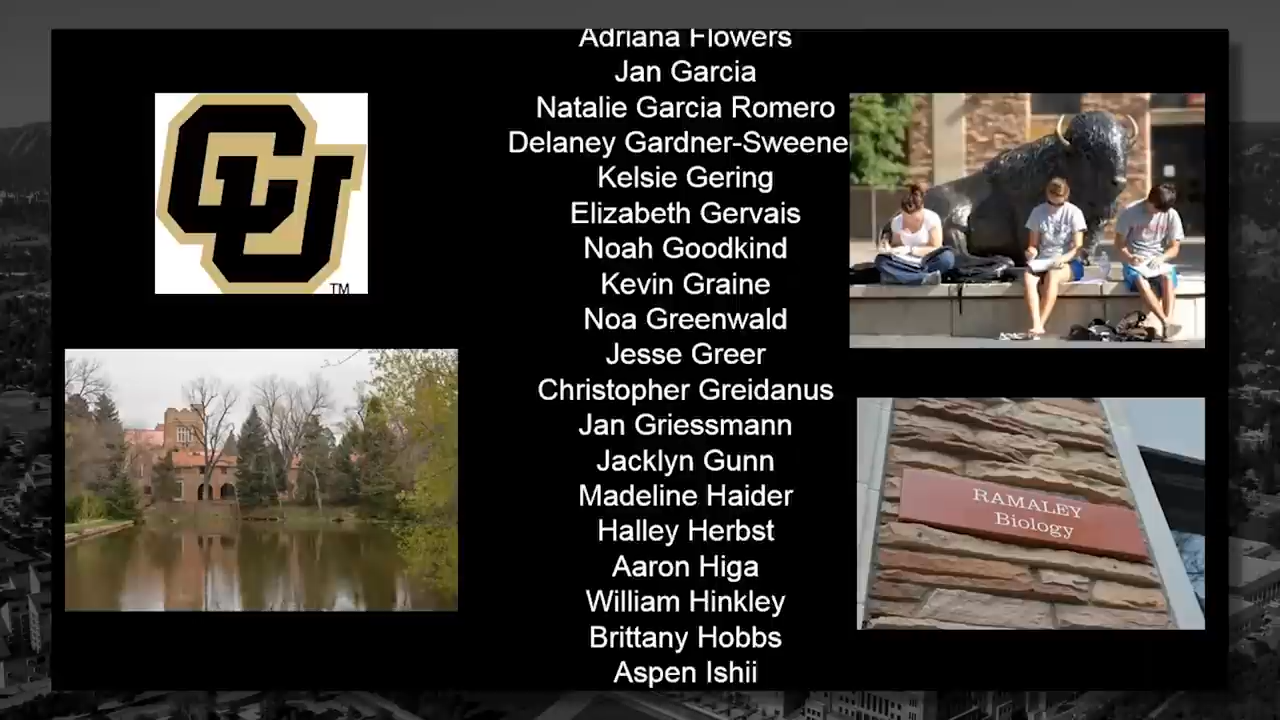 CU
TM
Adriana Flowers
Jan Garcia
Natalie Garcia Romero
Delaney Gardner-Sweene
Kelsie Gering
Elizabeth Gervais
Noah Goodkind
Kevin Graine
Noa Greenwald
Jesse Greer
Christopher Greidanus
Jan Griessmann
Jacklyn Gunn
Madeline Haider
Halley Herbst
Aaron Higa
William Hinkley
Brittany Hobbs
Aspen Ishii
RAMALEY
Biology